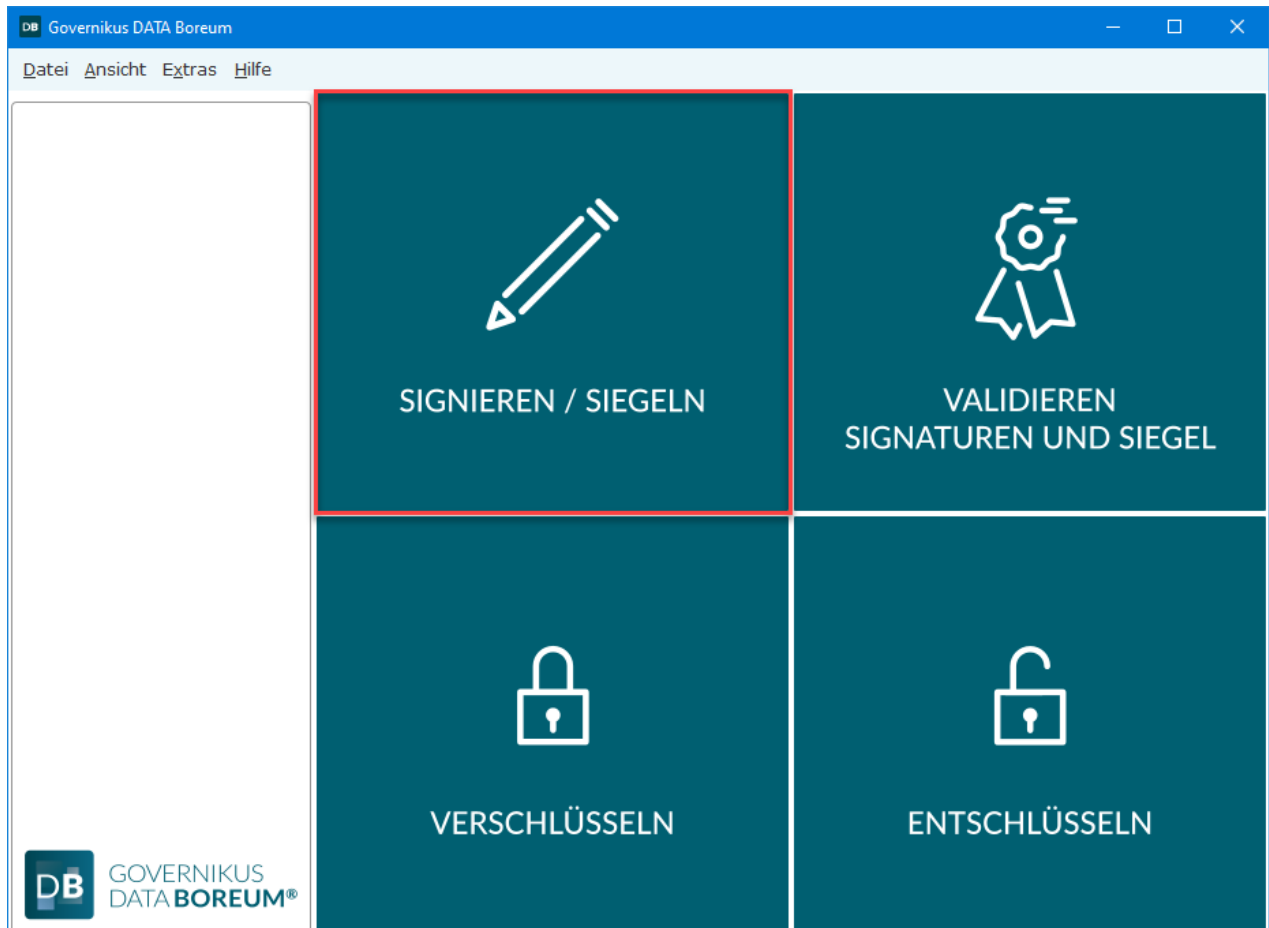 DB Governikus DATA Boreum
Datei Ansicht Extras Hilfe
SIGNIEREN / SIEGELN
VALIDIEREN
SIGNATUREN UND SIEGEL
VERSCHLÜSSELN
ENTSCHLÜSSELN
DB
GOVERNIKUS
DATA BOREUM®